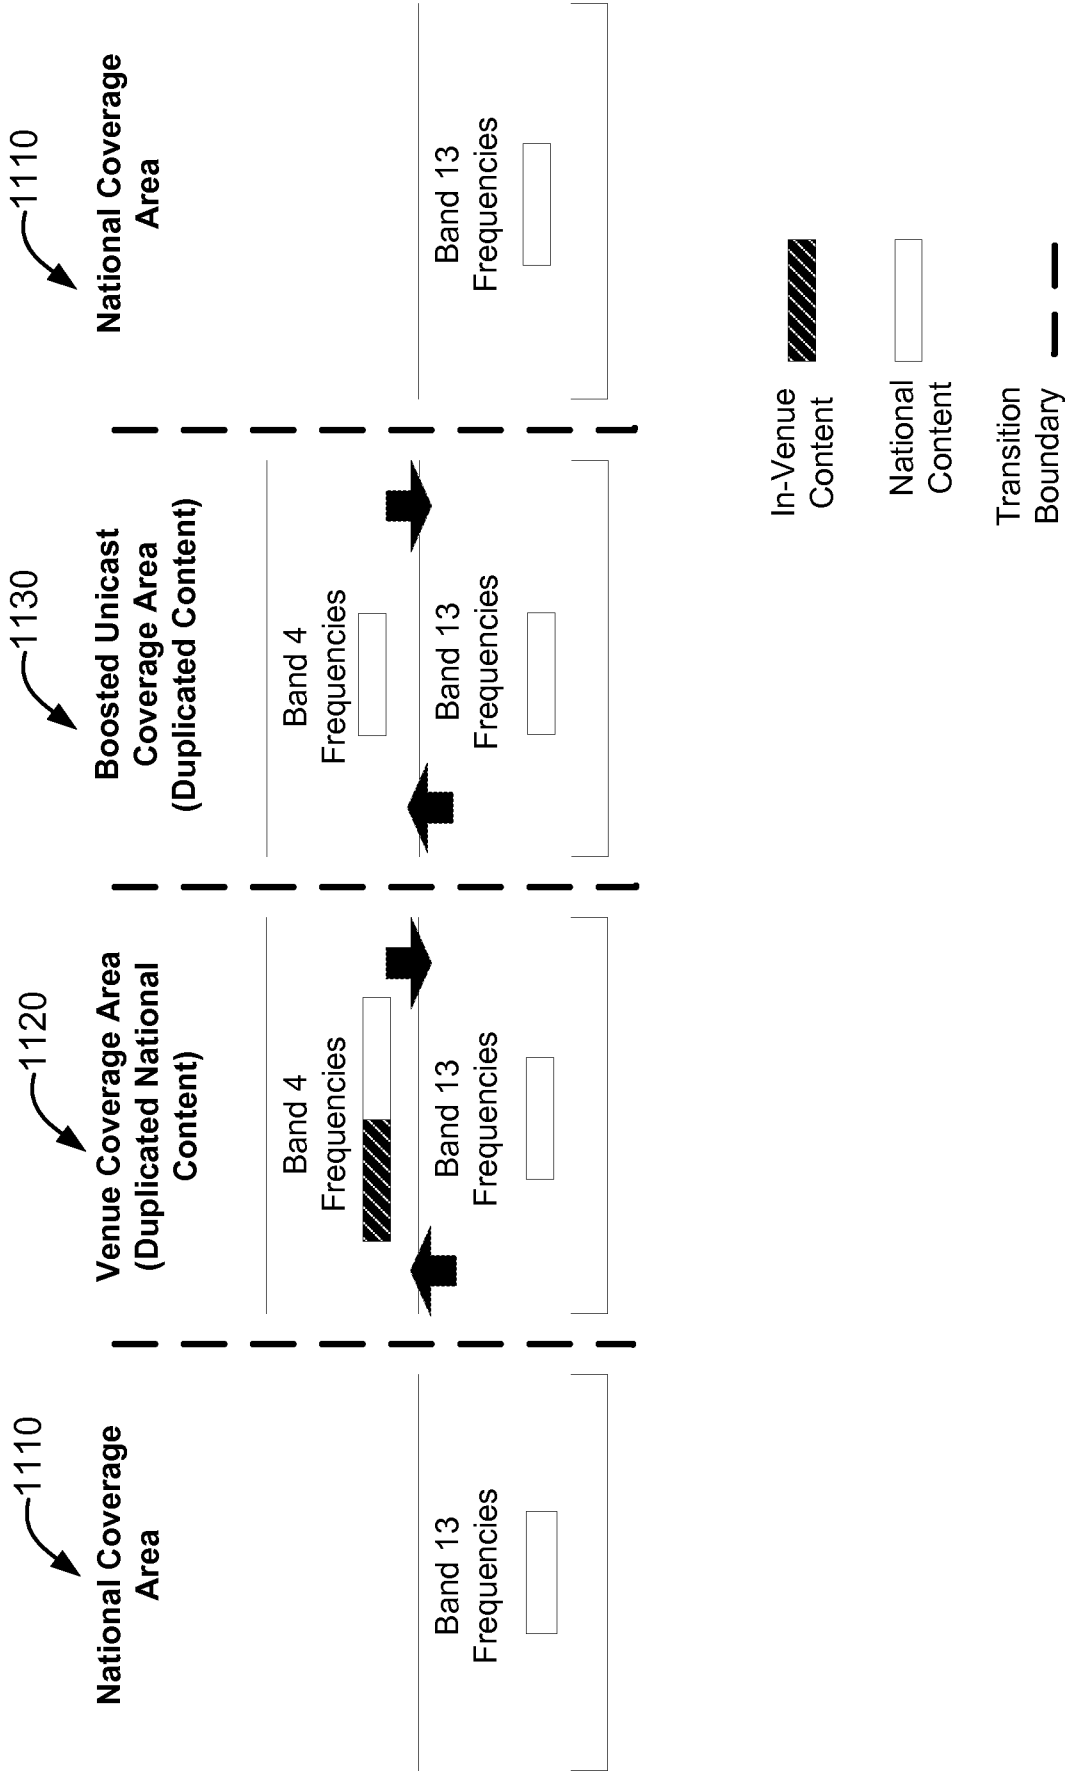 1110
National Coverage
Area
Band 13
Frequencies
1120
Venue Coverage Area
(Duplicated National
Content)
Band 4
Frequencies
Band 13
Frequencies
1130
Boosted Unicast
Coverage Area
(Duplicated Content)
Band 4
Frequencies
Band 13
Frequencies
1110
National Coverage
Area
Band 13
Frequencies
In-Venue
Content
National
Content
Transition
Boundary